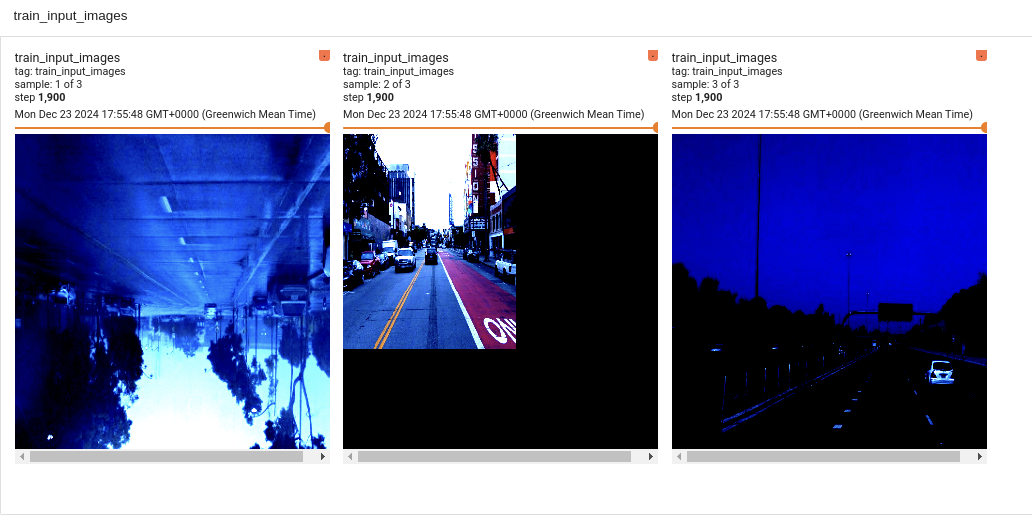 train_input_images
train_input_images
tag: train_input_images
sample: 1 of 3
step 1,900
Mon Dec 23 2024 17:55:48 GMT+0000 (Greenwich Mean Time)
train_input_images
tag: train_input_images
sample: 2 of 3
step 1,900
Mon Dec 23 2024 17:55:48 GMT+0000 (Greenwich Mean Time)
train_input_images
tag: train_input_images
sample: 3 of 3
step 1,900
Mon Dec 23 2024 17:55:48 GMT+0000 (Greenwich Mean Time)